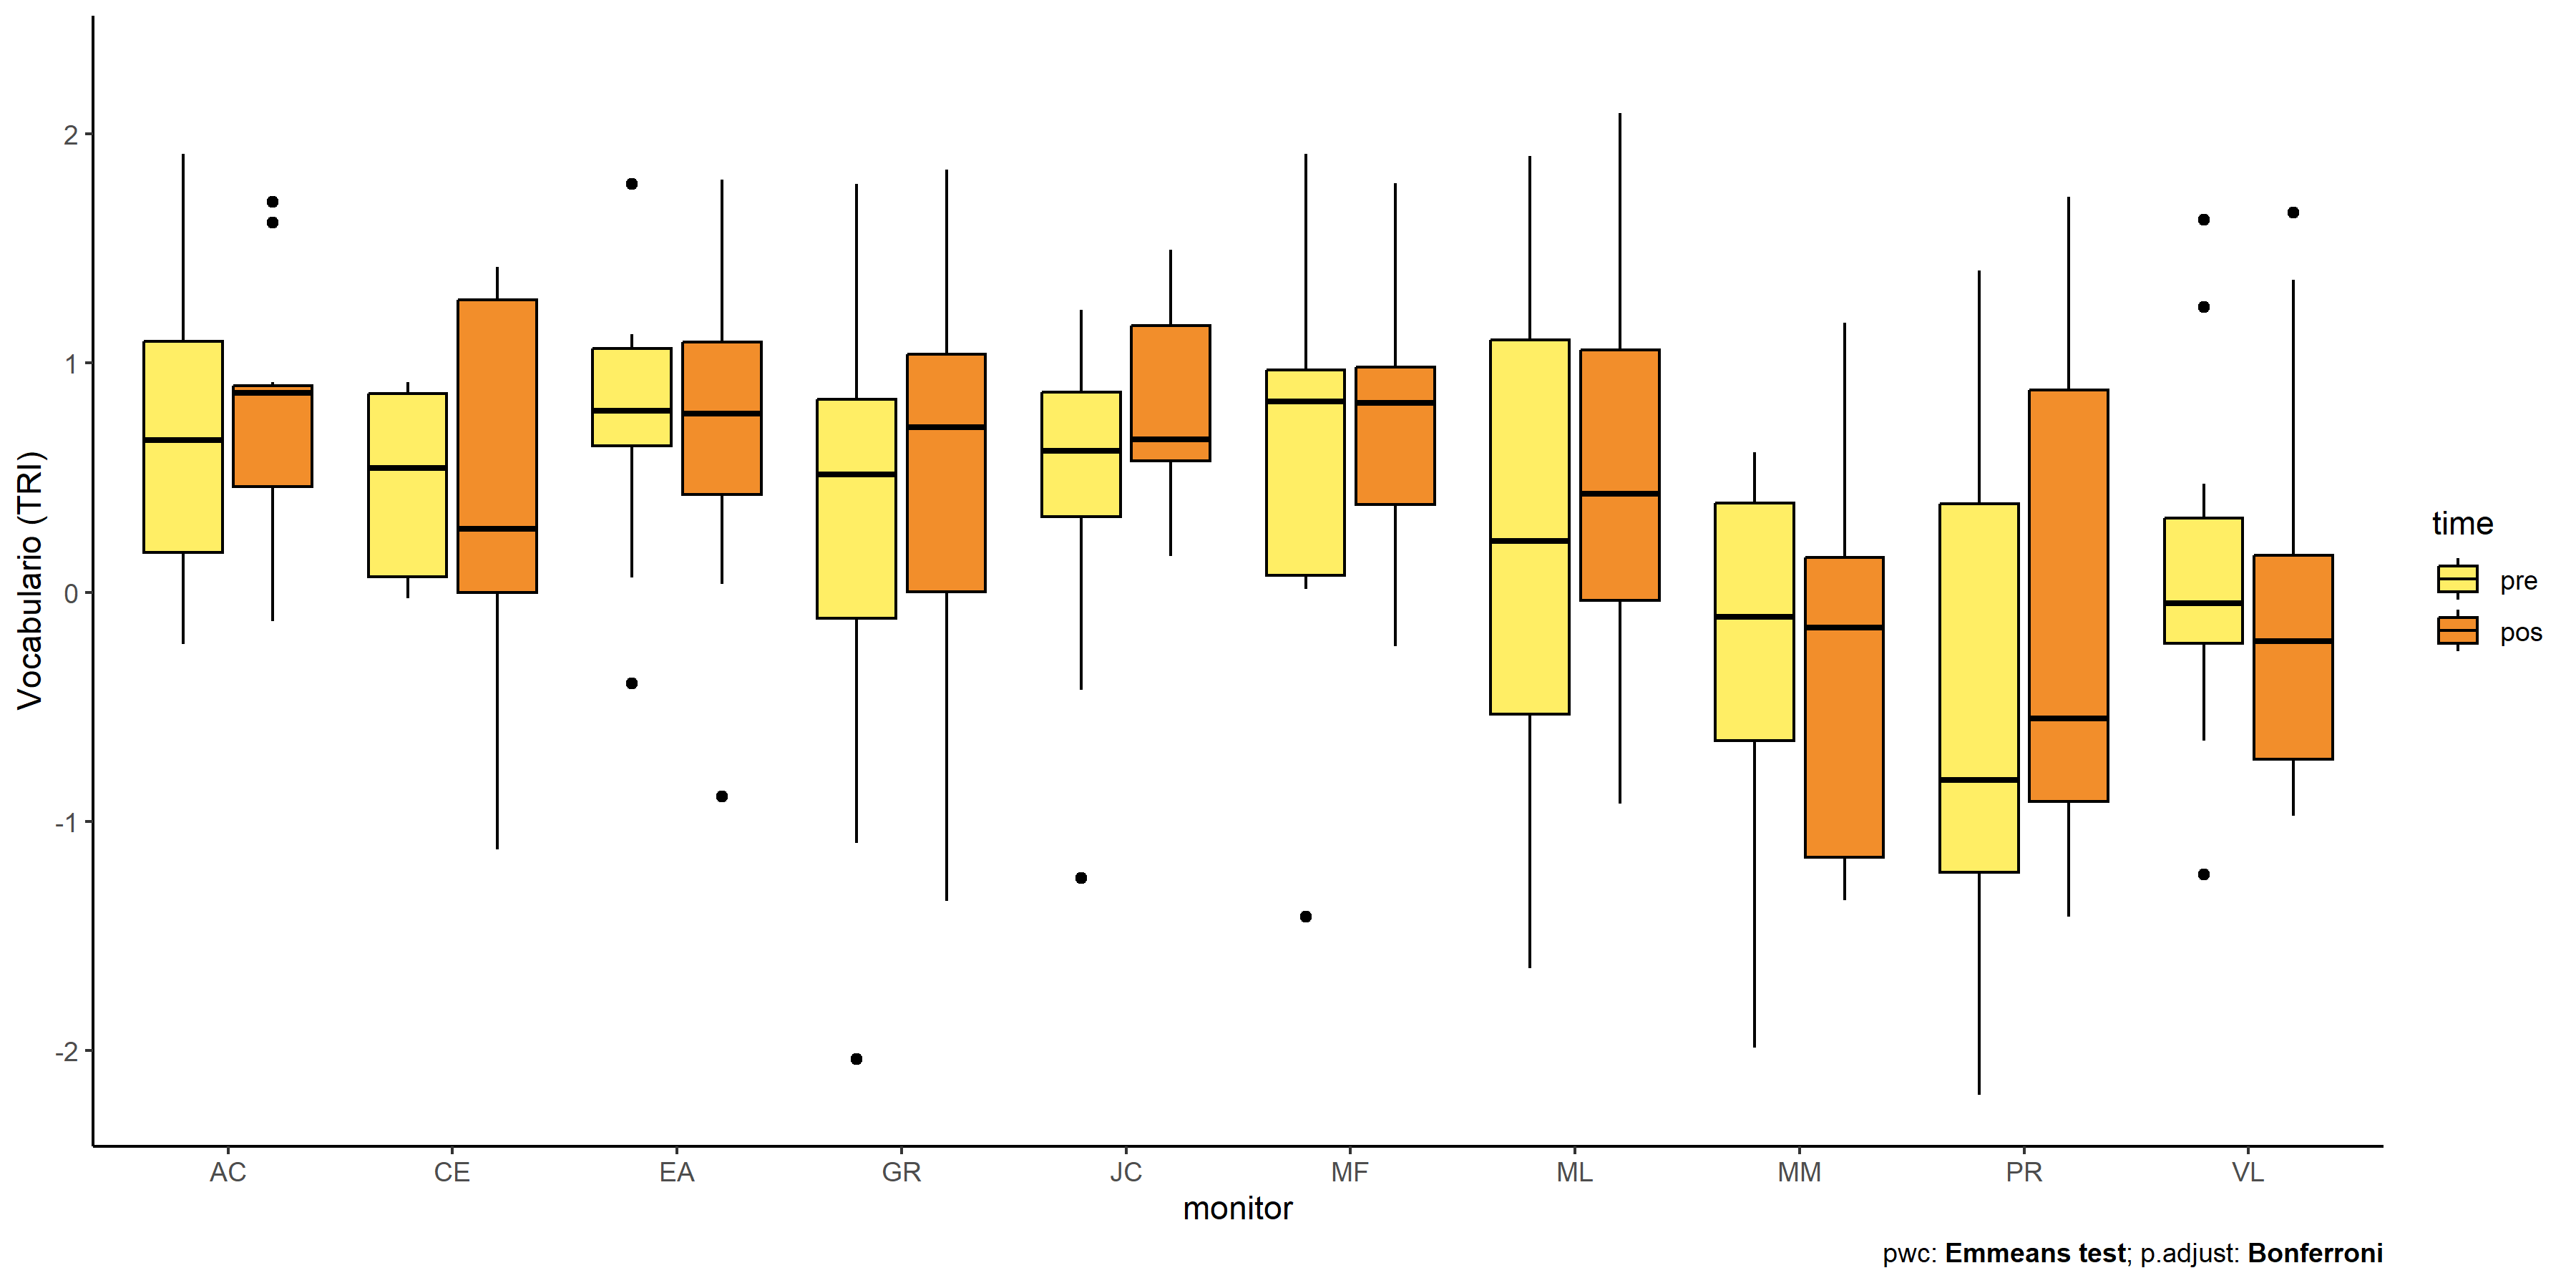 Vocabulario (TRI)
2
1
0
-1
-2
AC CE EA GR JC MF ML MM PR VL
monitor
time
pre
pos
pwc: Emmeans test; p.adjust: Bonferroni